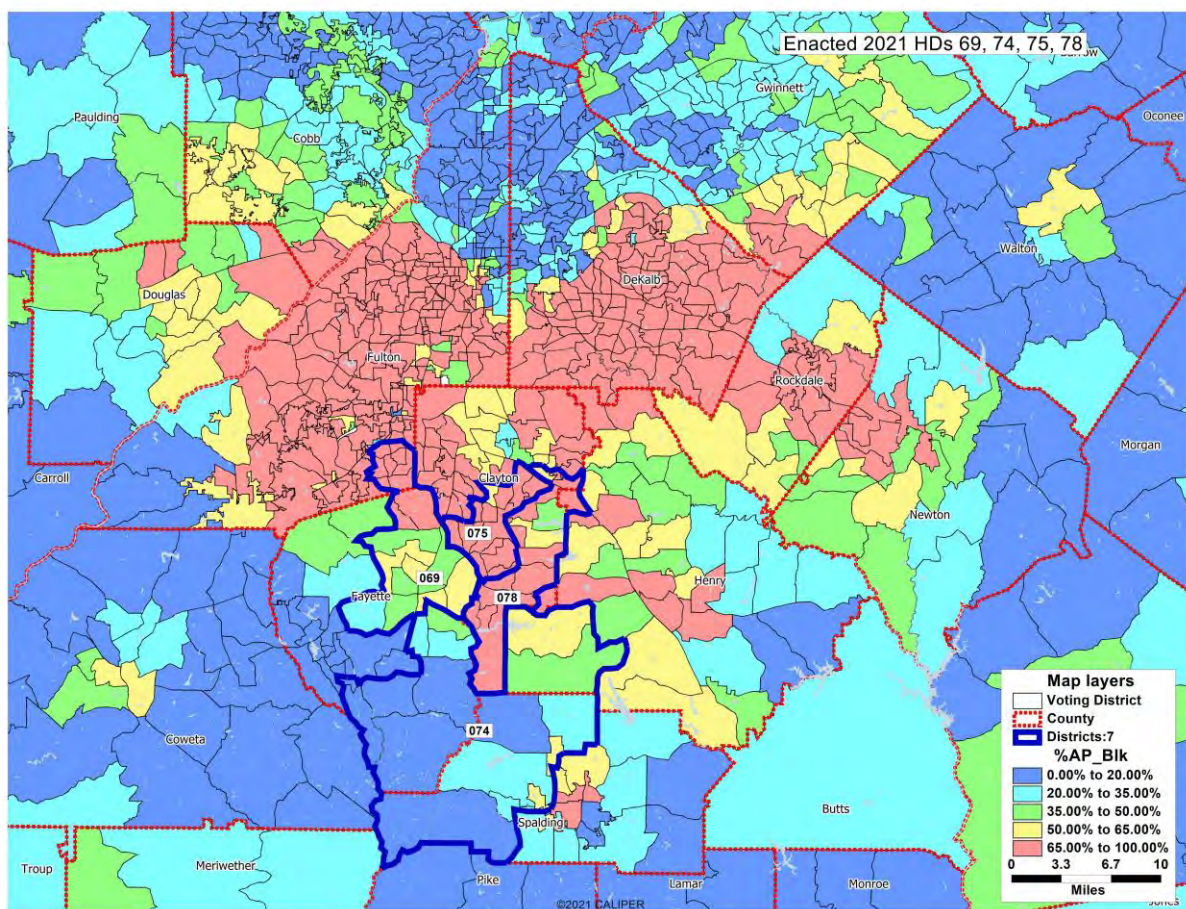 Enacted 2021 HDs 69, 74, 75, 78
Barrow
Gwinnett
Oconee
Paulding
Cobb
Walton
DeKalb
Douglas
Fulton
Rockdale
Morgan
Carroll
Clayton
Newton
075
069
Henry
Fayette
078
074
Coweta
Butts
Spalding
Troup
Meriwether
Pike
Lamar
Monroe
Jones
Map layers
Voting District
County
Districts:7
%AP_Blk
0.00% to 20.00%
20.00% to 35.00%
35.00% to 50.00%
50.00% to 65.00%
65.00% to 100.00%
0 3.3 6.7 10
Miles
©2021 CALIPER